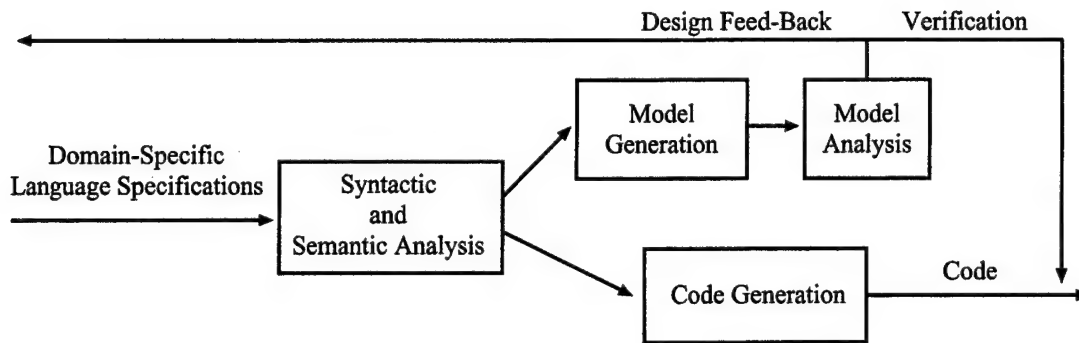 Design Feed-Back
Verification
Model
Generation
Model
Analysis
Domain-Specific
Language Specifications
Syntactic
and
Semantic Analysis
Code Generation
Code